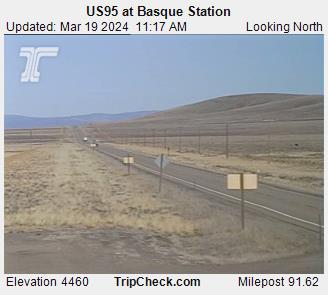 US95 at Basque Station
Updated: Mar 19 2024 11:17 AM Looking North
Elevation 4460 TripCheck.com Milepost 91.62